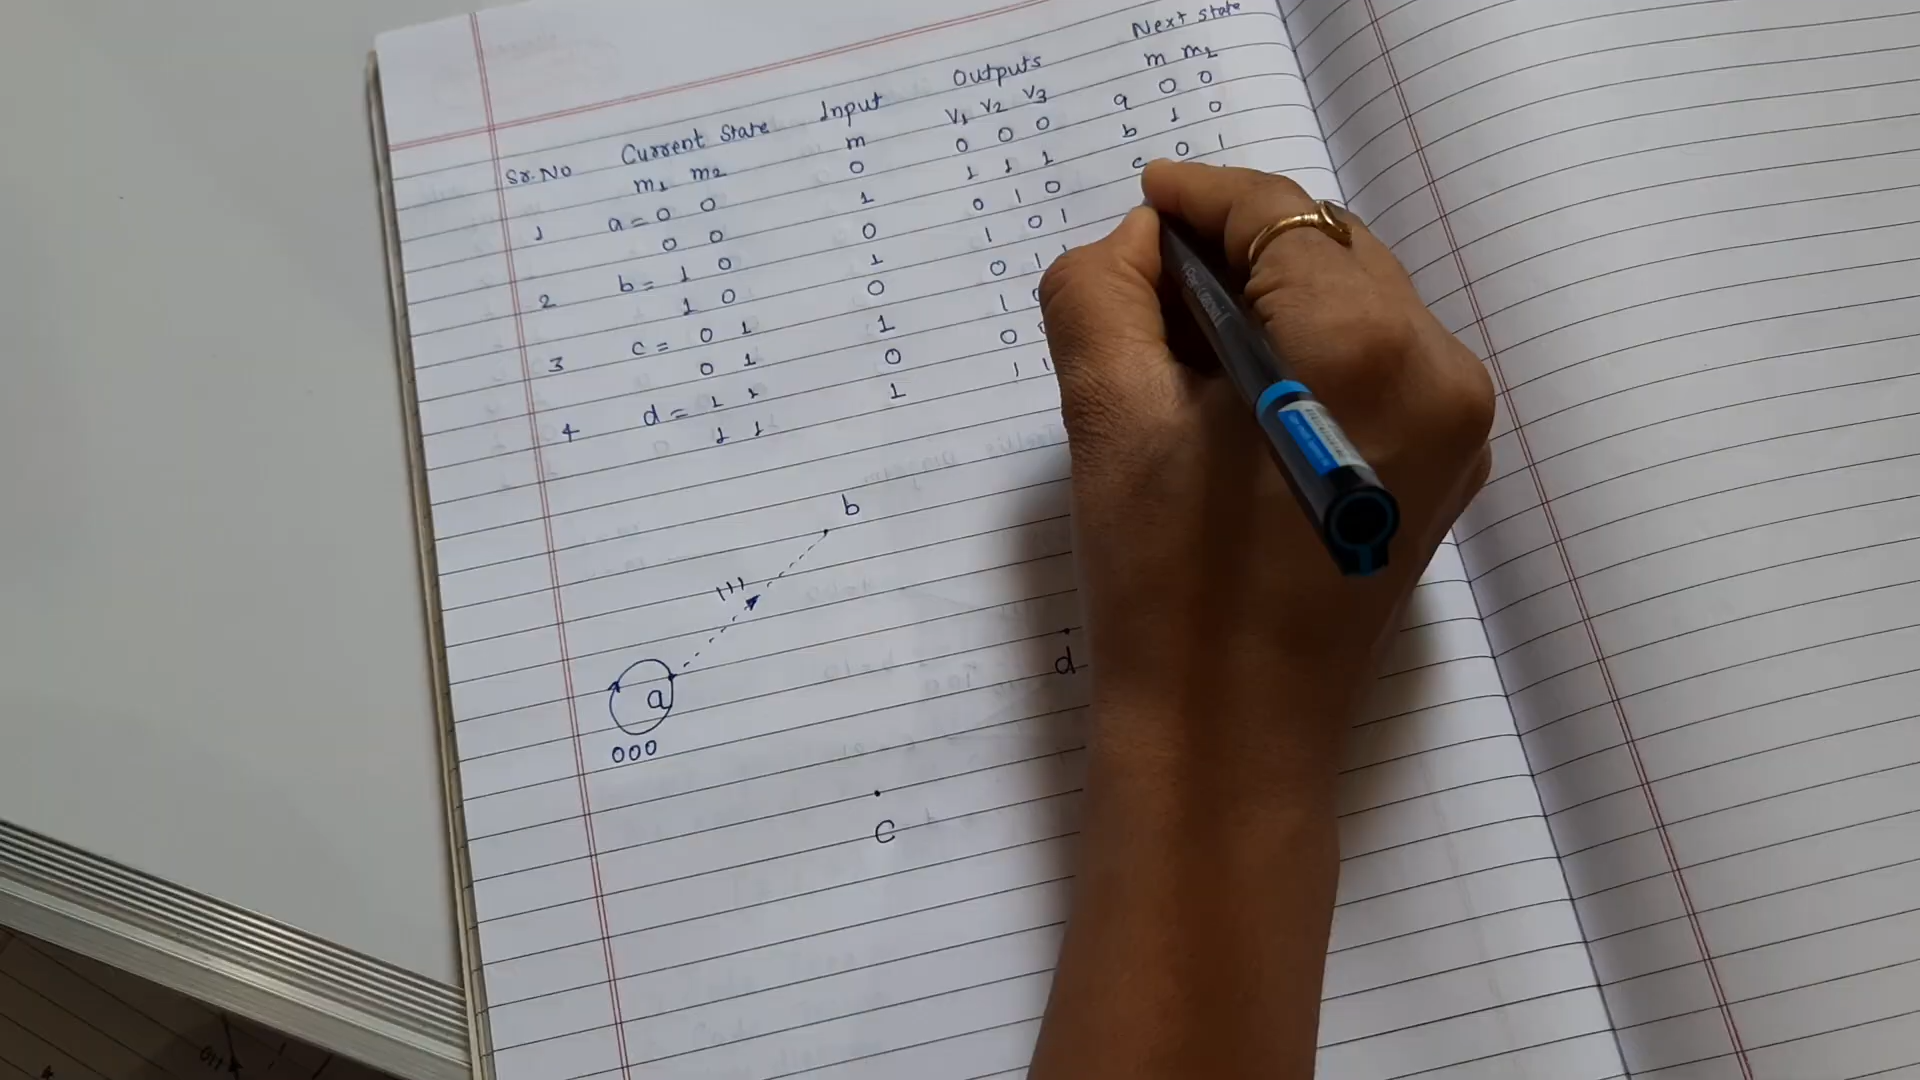 Next state
Sr.No Current State Input Outputs m m2
m1 m2 m V1 V2 V3 a 0 0
1 a = 0 0 0 0 0 0 b 1 0
0 0 1 1 1 1 c 0 1
2 b = 1 0 0 0 1 0
1 0 1 1 0 1
3 c = 0 1 0 0 1
0 1 1 1
4 d = 1 1 0 0
1 1 1 1 1
b
111
a
000
d
c
011